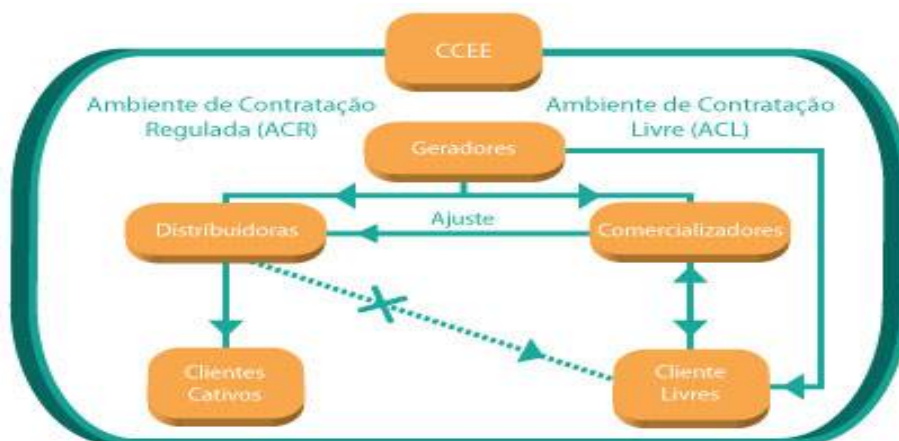 CCEE
Ambiente de Contratação
Regulada (ACR)
Ambiente de Contratação
Livre (ACL)
Geradores
Distribuidoras
Ajuste
Comercializadores
Clientes
Cativos
Cliente
Livres